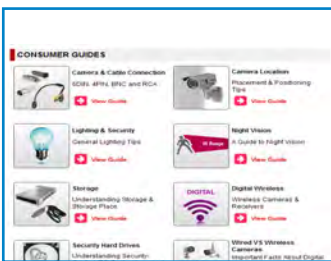 CONSUMER GUIDES
Camera & Cable Connection
6DIN, 4PIN, BNC and RCA
View Guide
Camera Location
Placement & Positioning
Tips
View Guide
Lighting & Security
General Lighting Tips
View Guide
IR Range
Night Vision
A Guide to Night Vision
View Guide
Storage
Understanding Storage &
Storage Place
View Guide
DIGITAL
Digital Wireless
Wireless Cameras &
Receivers
View Guide
Security Hard Drives
Understanding Security
Wired VS Wireless
Cameras
Important Facts About Digital